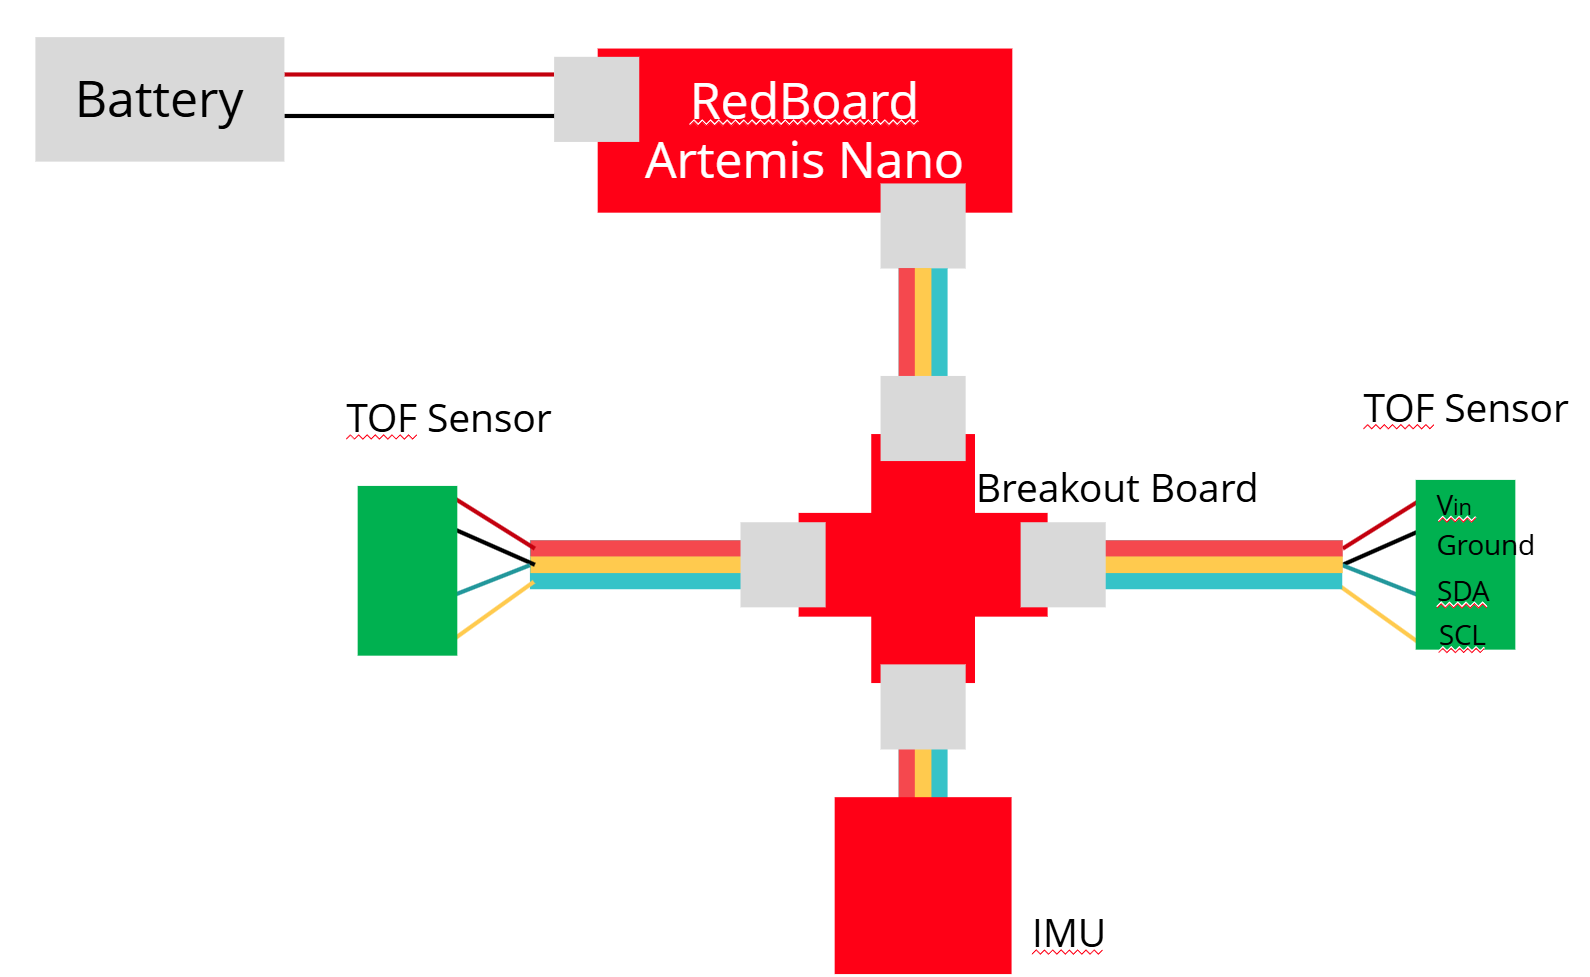 Battery
RedBoard
Artemis Nano
TOF Sensor
TOF Sensor
Breakout Board
Vin
Ground
SDA
SCL
IMU